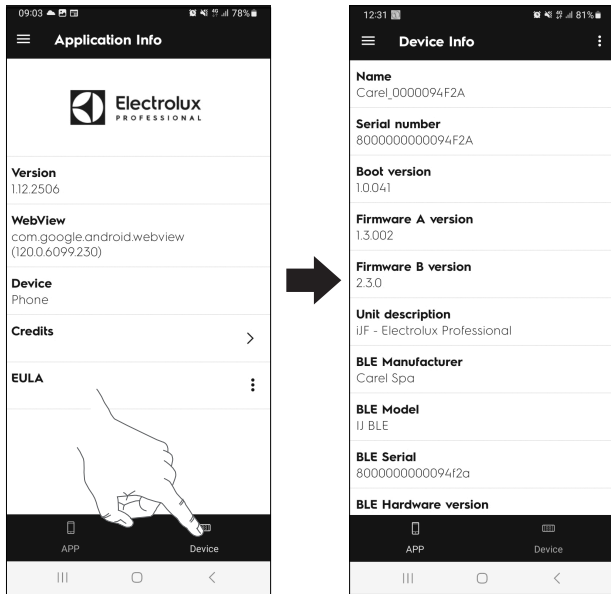 09:03
78%
Application Info
Electrolux
PROFESSIONAL
Version
1.12.2506
WebView
com.google.android.webview
(120.0.6099.230)
Device
Phone
Credits
EULA
APP
Device
12:31
81%
Device Info
Name
Carel_0000094F2A
Serial number
8000000000094F2A
Boot version
1.0.041
Firmware A version
1.3.002
Firmware B version
2.3.0
Unit description
iJF - Electrolux Professional
BLE Manufacturer
Carel Spa
BLE Model
IJ BLE
BLE Serial
8000000000094f2a
BLE Hardware version
APP
Device